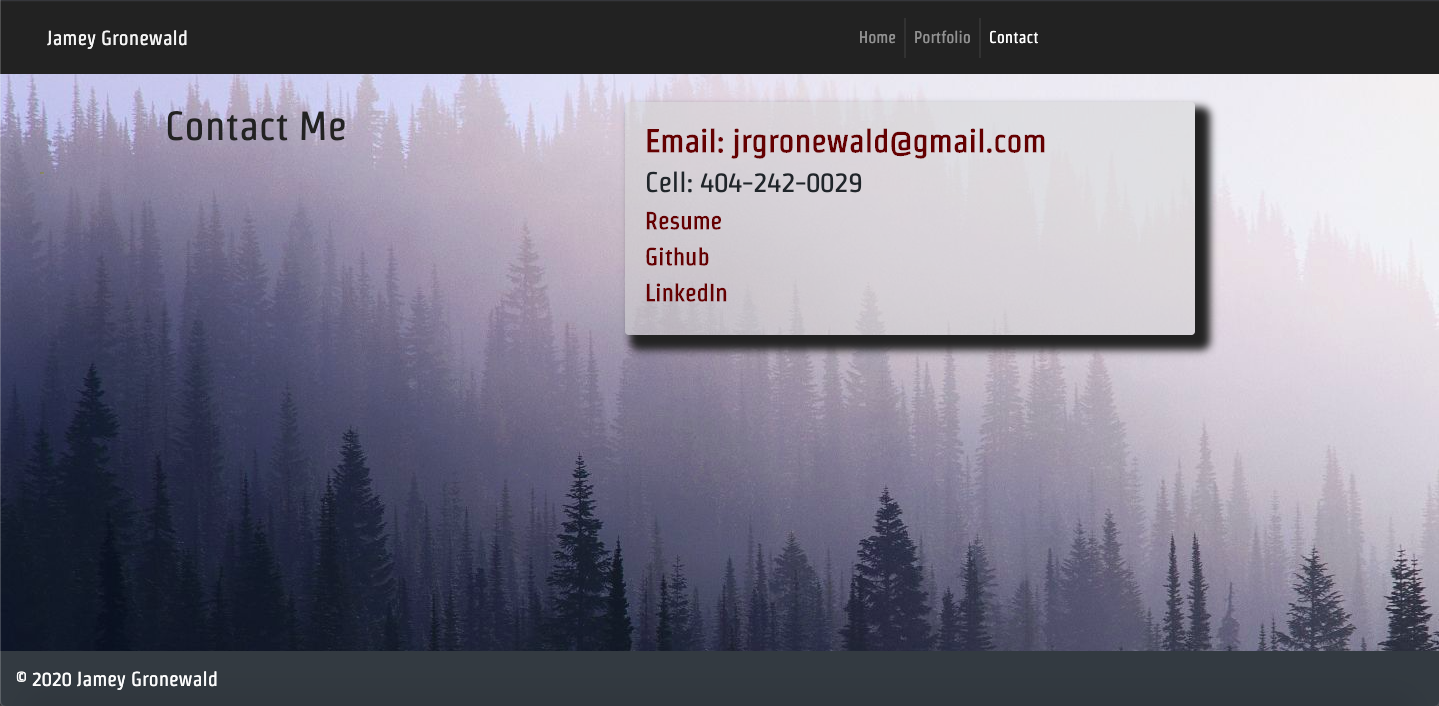 Jamey Gronewald
Home Portfolio Contact
Contact Me
Email: jrgronewald@gmail.com
Cell: 404-242-0029
Resume
Github
LinkedIn
© 2020 Jamey Gronewald